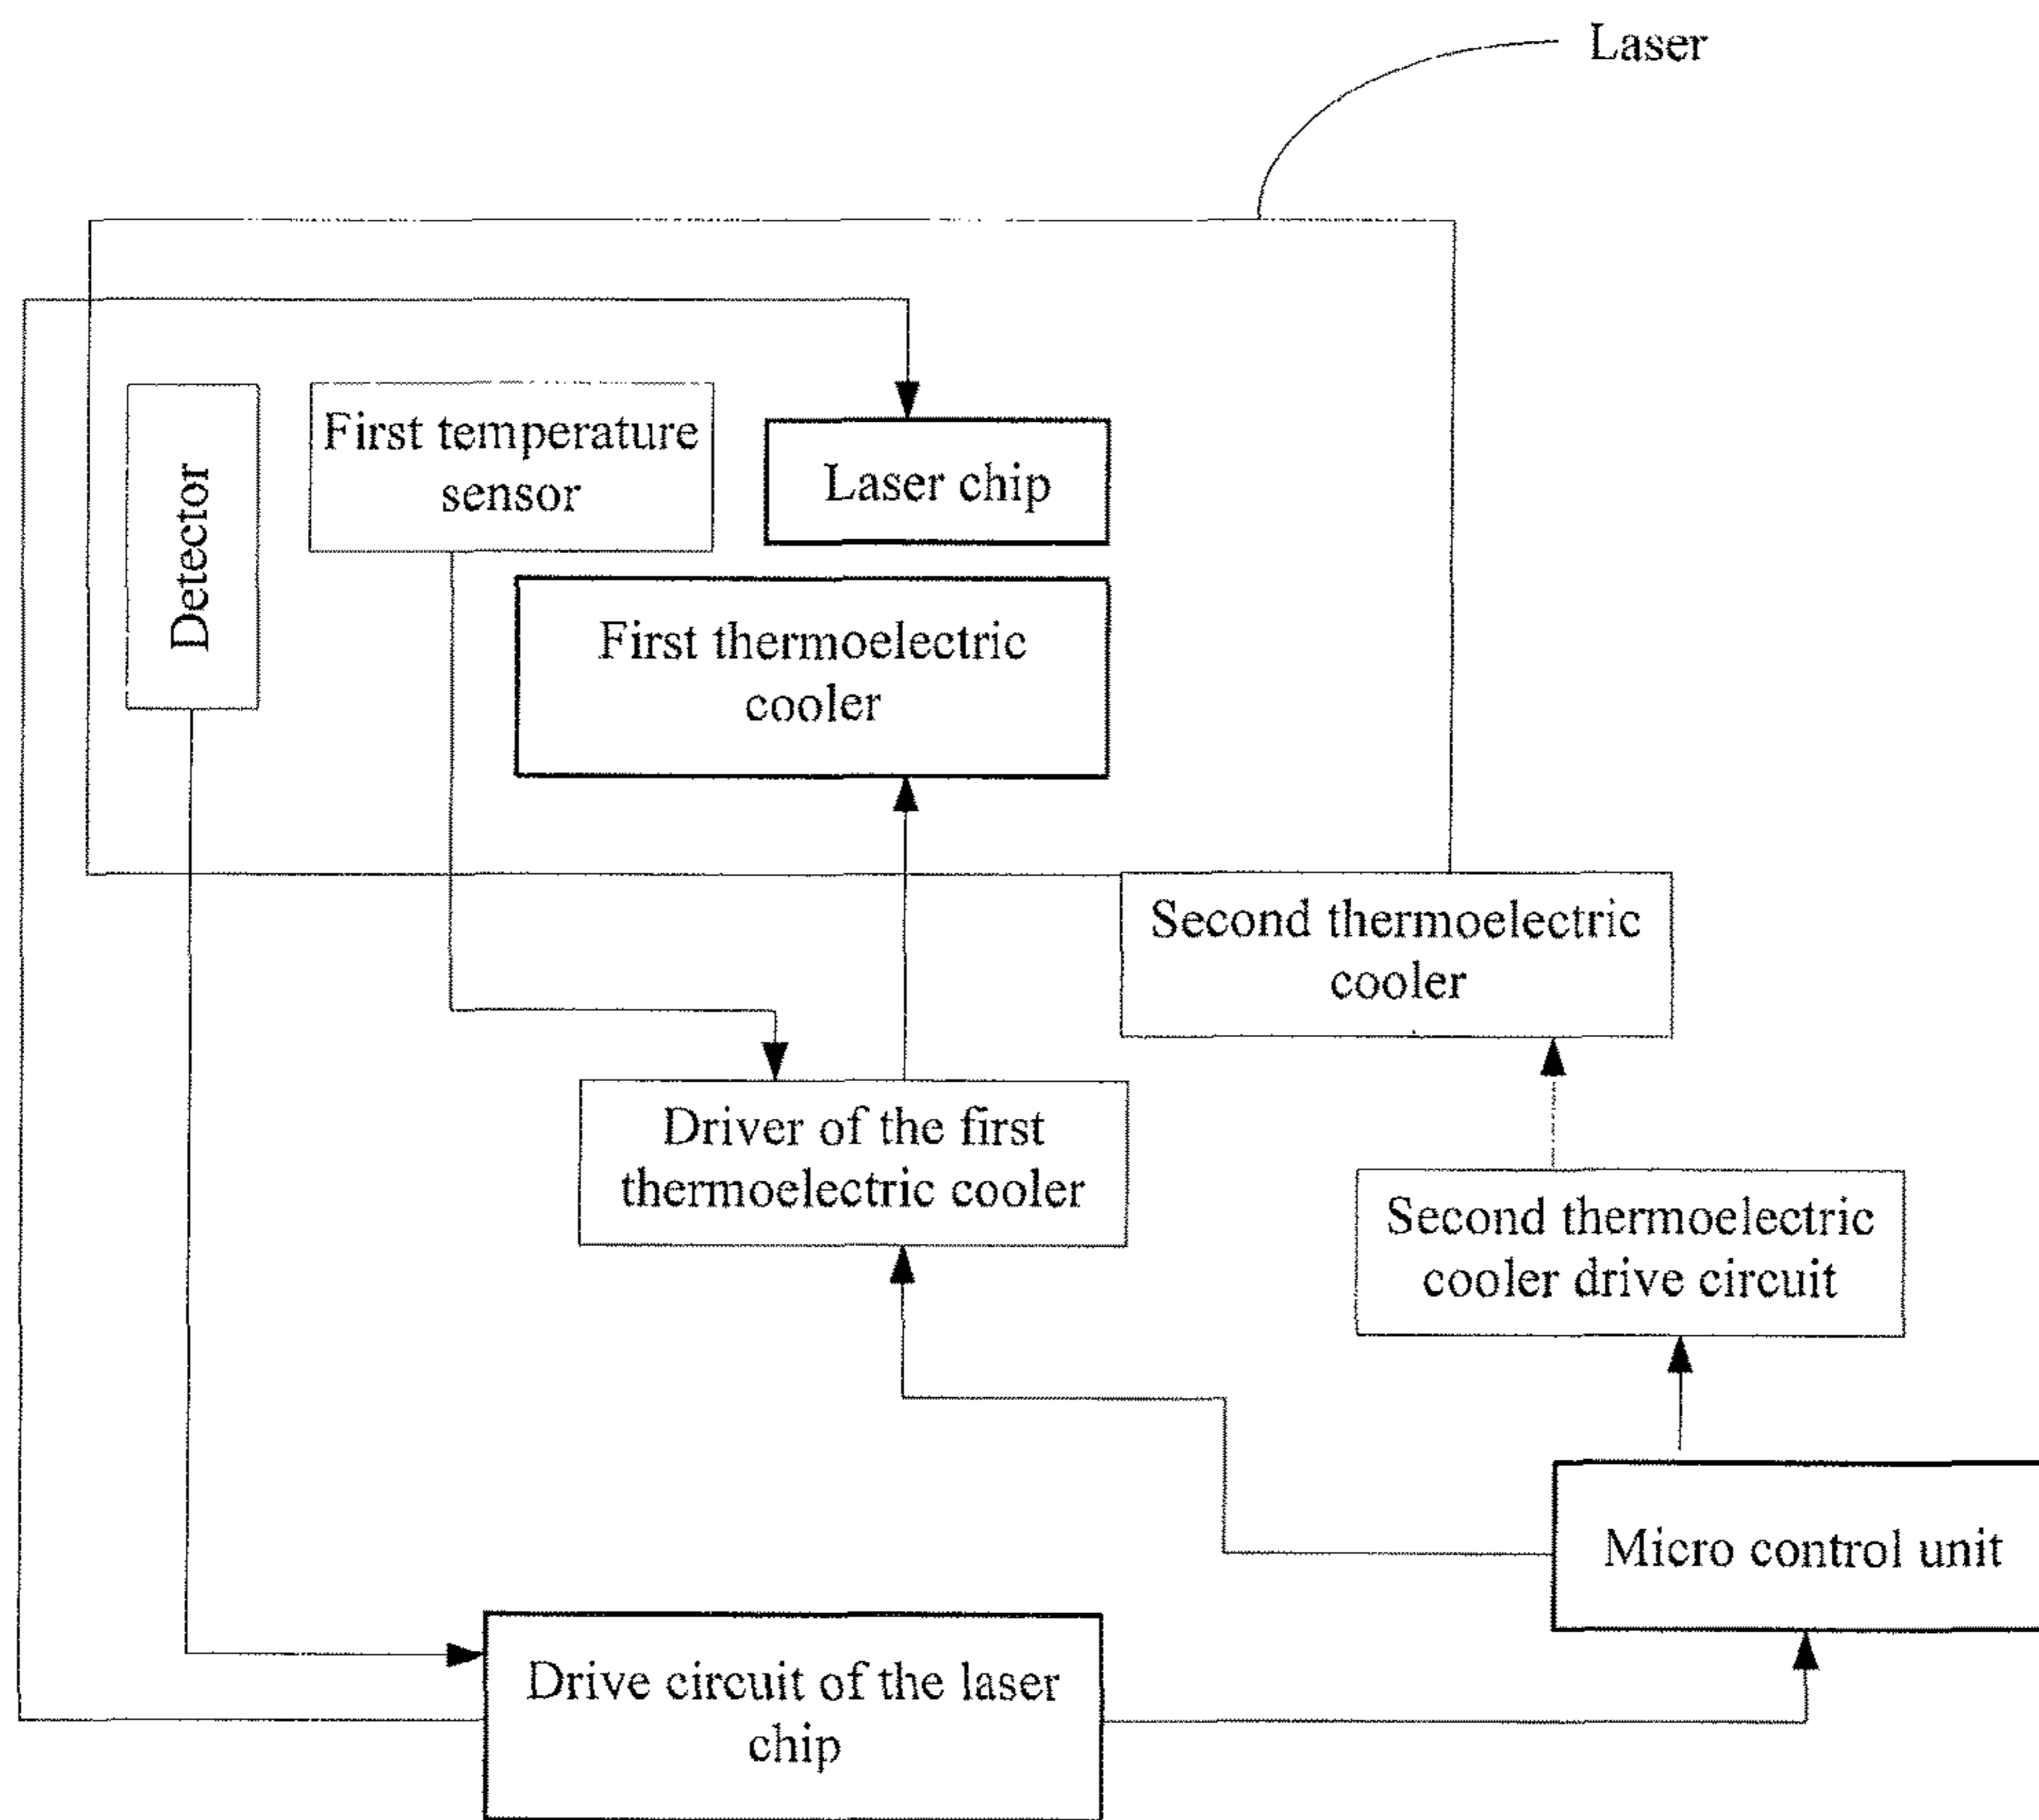 Laser
First temperature
sensor
Laser chip
Detector
First thermoelectric
cooler
Second thermoelectric
cooler
Driver of the first
thermoelectric cooler
Second thermoelectric
cooler drive circuit
Micro control unit
Drive circuit of the laser
chip